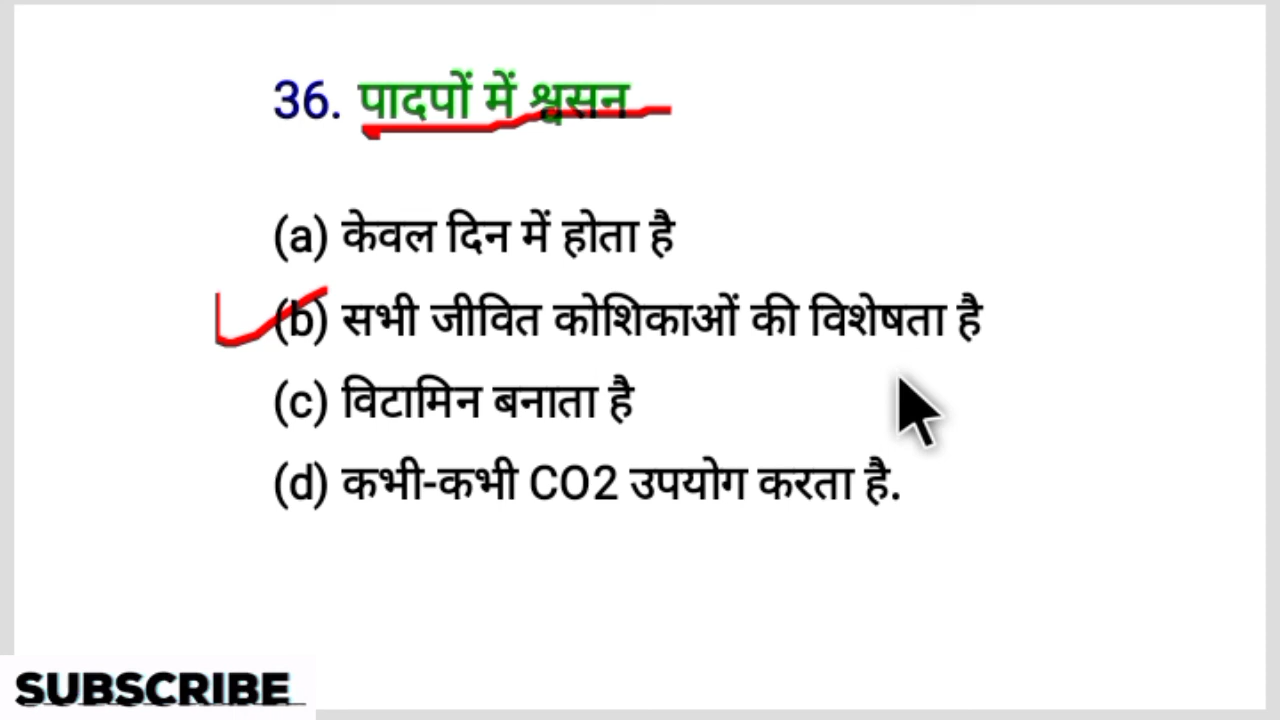 36. पादपों में श्वसन
(a) केवल दिन में होता है
(b) सभी जीवित कोशिकाओं की विशेषता है
(c) विटामिन बनाता है
(d) कभी-कभी CO2 उपयोग करता है.
SUBSCRIBE